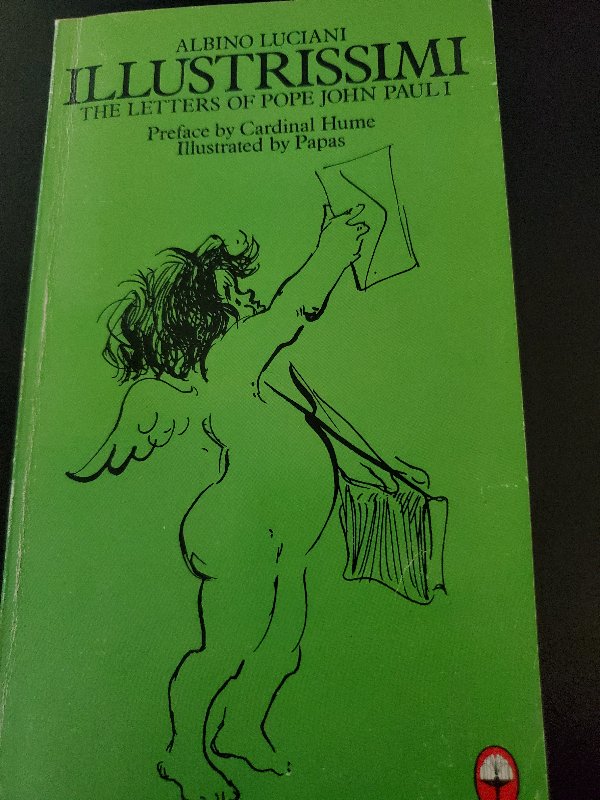 ALBINO LUCIANI
ILLUSTRISSIMI
THE LETTERS OF POPE JOHN PAUL I
Preface by Cardinal Hume
Illustrated by Papas